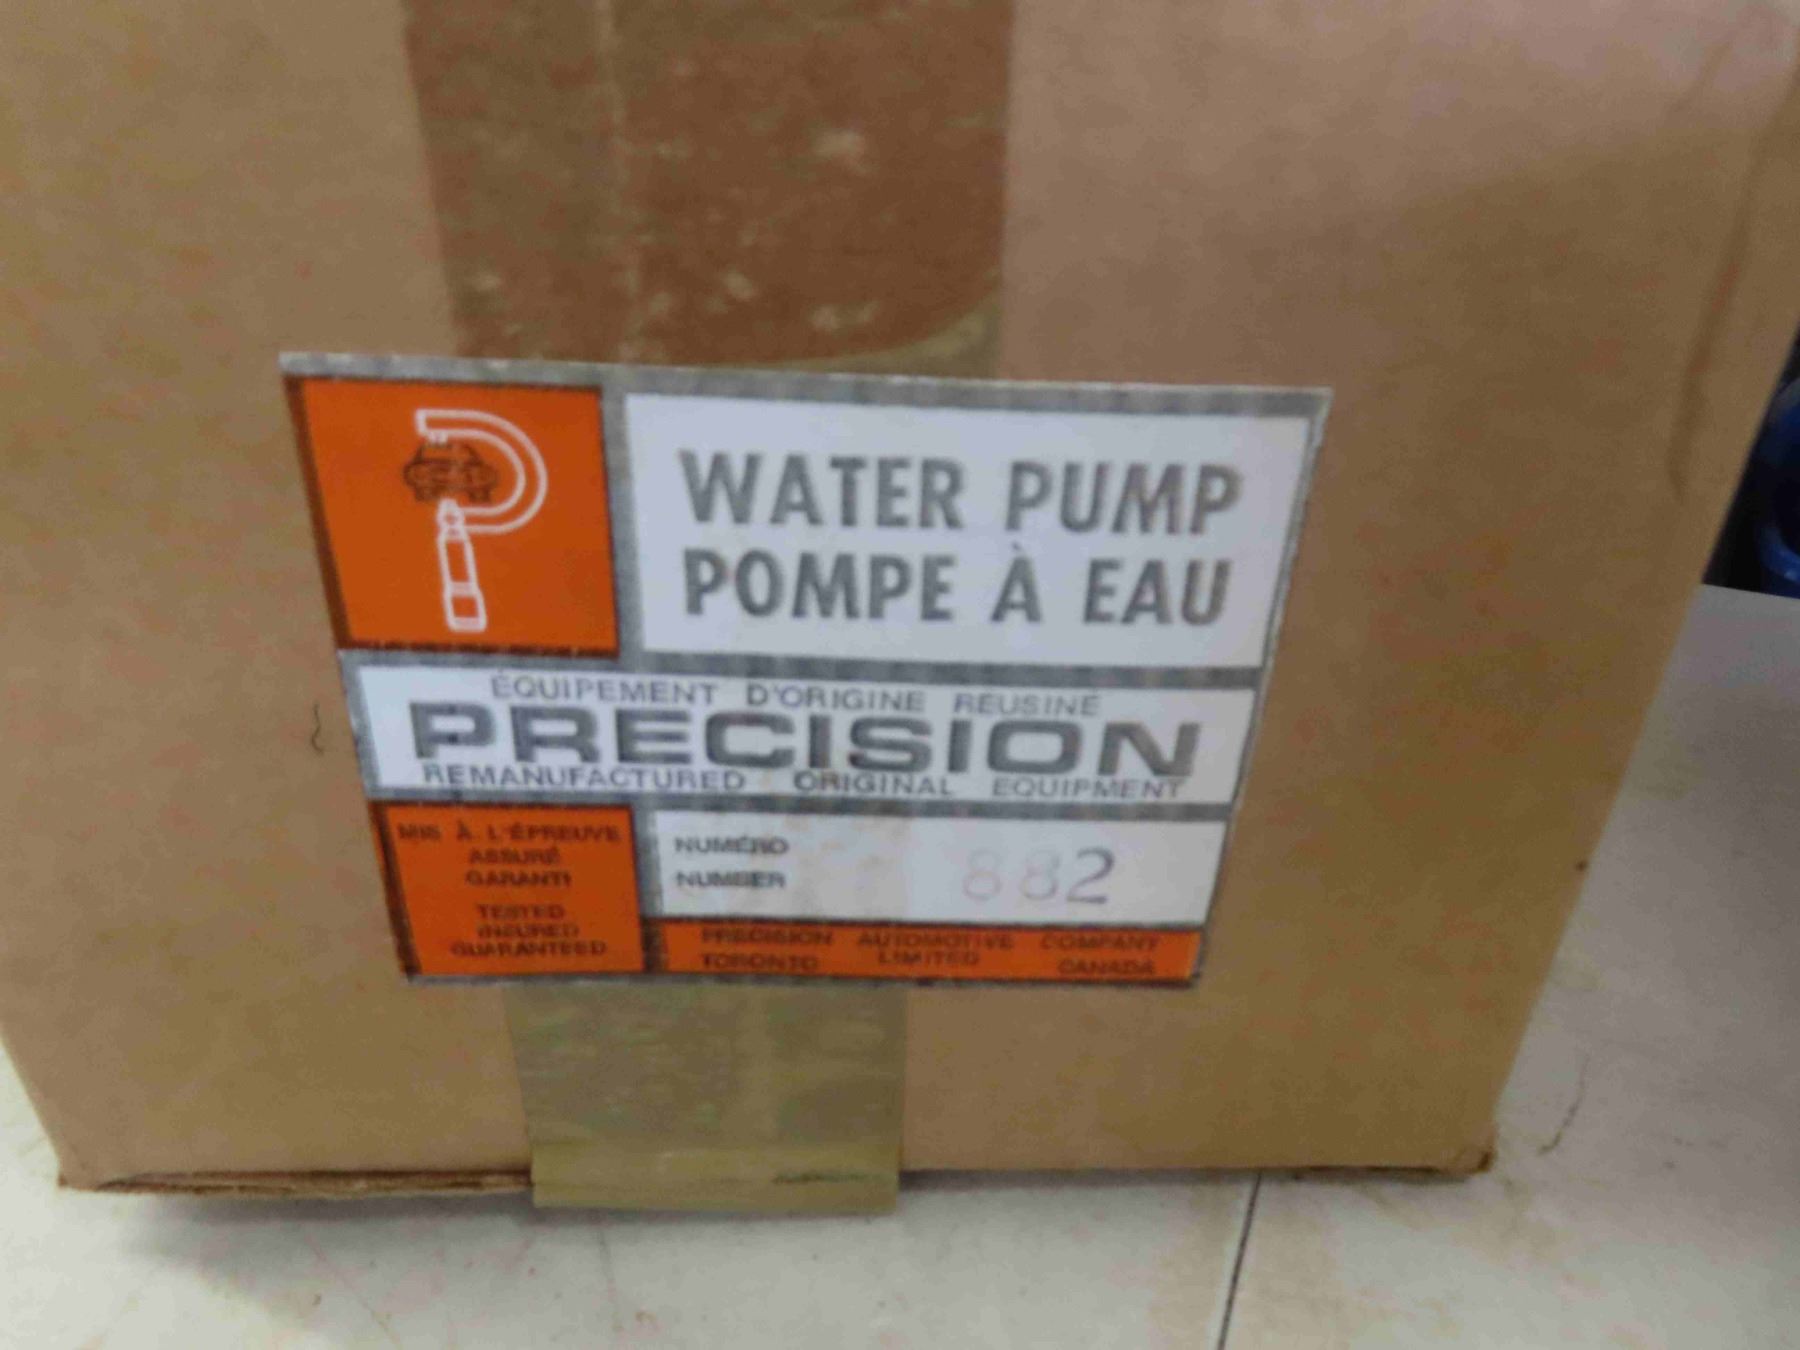 WATER PUMP
POMPE À EAU
ÉQUIPEMENT D'ORIGINE REUSINÉ
PRECISION
REMANUFACTURED ORIGINAL EQUIPMENT
MIS À L'ÉPREUVE
ASSURÉ
GARANTI
TESTED
INSURED
GUARANTEED
NUMÉRO
NUMBER
882
PRECISION AUTOMOTIVE COMPANY
TORONTO LIMITED CANADA